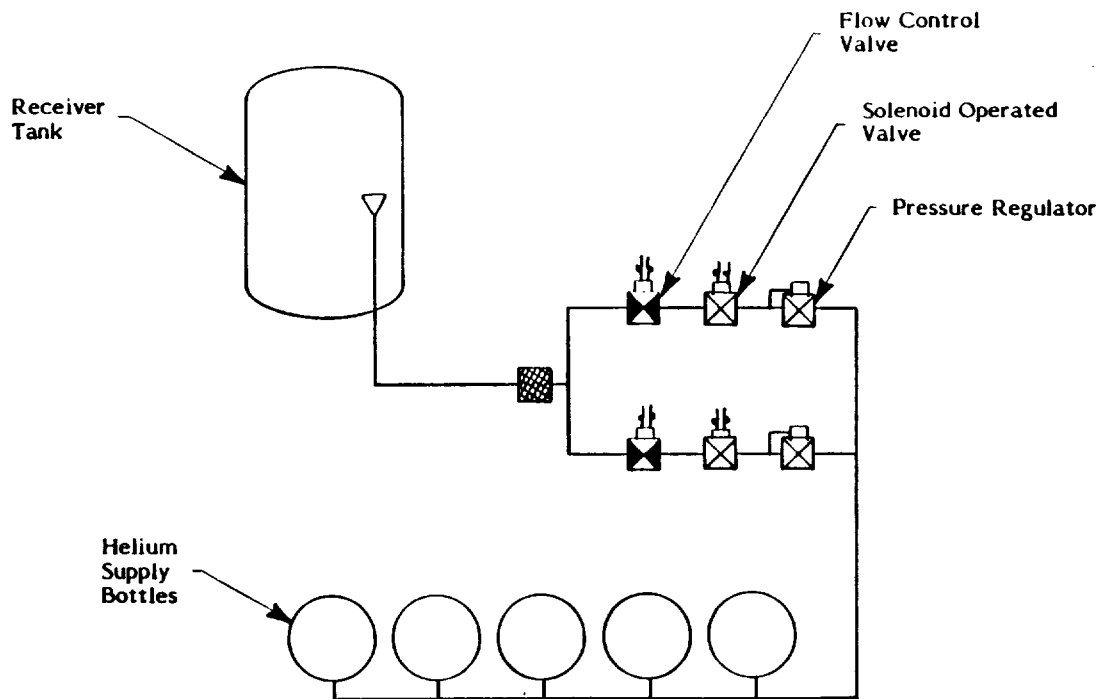 Flow Control
Valve
Receiver
Tank
Solenoid Operated
Valve
Pressure Regulator
Helium
Supply
Bottles